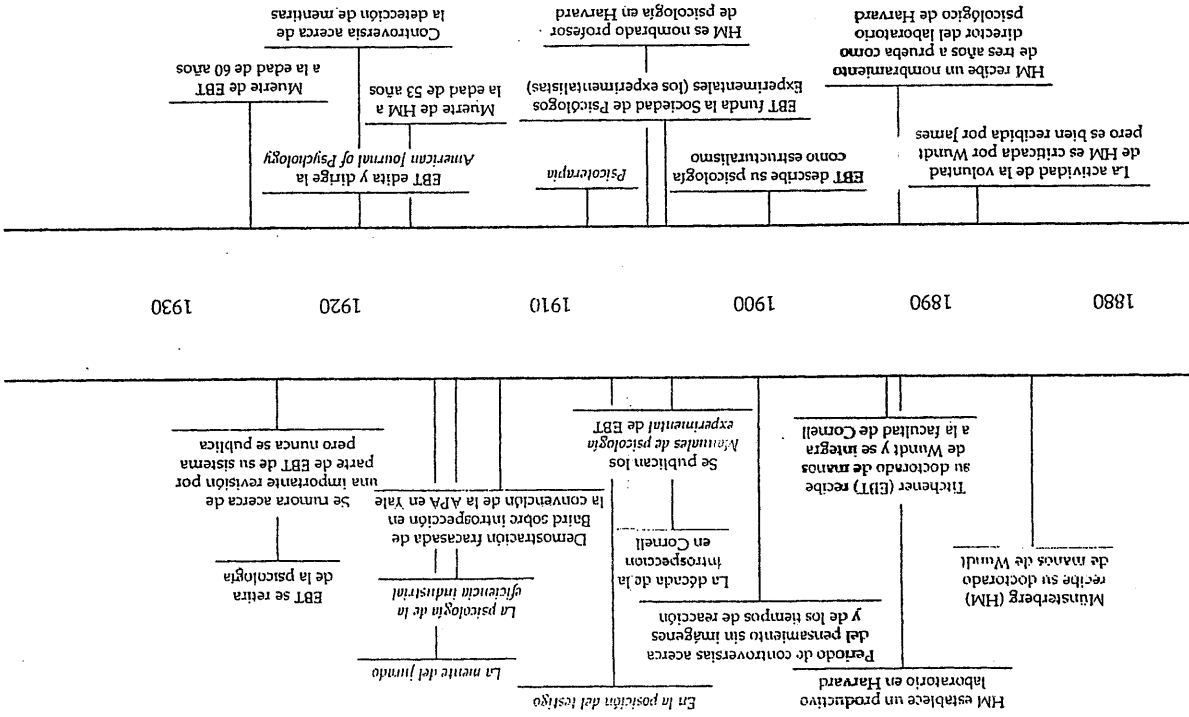 HM establece un productivo
laboratorio en Harvard
En la posición del testigo
La mente del jurado
Periodo de controversias acerca
del pensamiento sin imágenes
y de los tiempos de reacción
Münsterberg (HM)
recibe su doctorado
de manos de Wundt
La década de la
introspección
en Cornell
La psicología de la
eficiencia industrial
EBT se retira
de la psicología
Titchener (EBT) recibe
su doctorado de manos
de Wundt y se integra
a la facultad de Cornell
Se publican los
Manuales de psicología
experimental de EBT
Demostración fracasada de
Baird sobre introspección en
la convención de la APA en Yale
Se rumora acerca de
una importante revisión por
parte de EBT de su sistema
pero nunca se publica
1880 1890 1900 1910 1920 1930
La actividad de la voluntad
de HM es criticada por Wundt
pero es bien recibida por James
EBT describe su psicología
como estructuralismo
Psicoterapia
EBT edita y dirige la
American Journal of Psychology
HM recibe un nombramiento
de tres años a prueba como
director del laboratorio
psicológico de Harvard
EBT funda la Sociedad de Psicólogos
Experimentales (los experimentalistas)
Muerte de HM a
la edad de 53 años
Muerte de EBT
a la edad de 60 años
HM es nombrado profesor
de psicología en Harvard
Controversia acerca de
la detección de mentiras